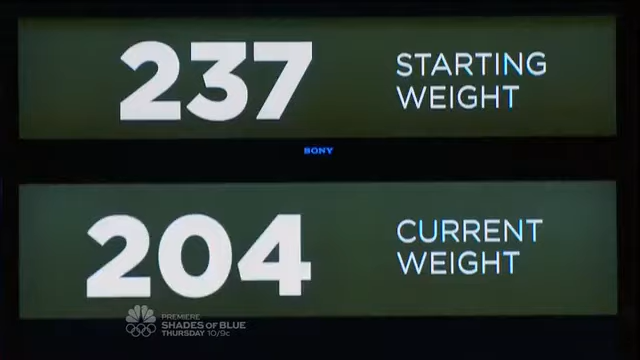 237
STARTING
WEIGHT
SONY
204
CURRENT
WEIGHT
PREMIERE
SHADES OF BLUE
THURSDAY 10/9c